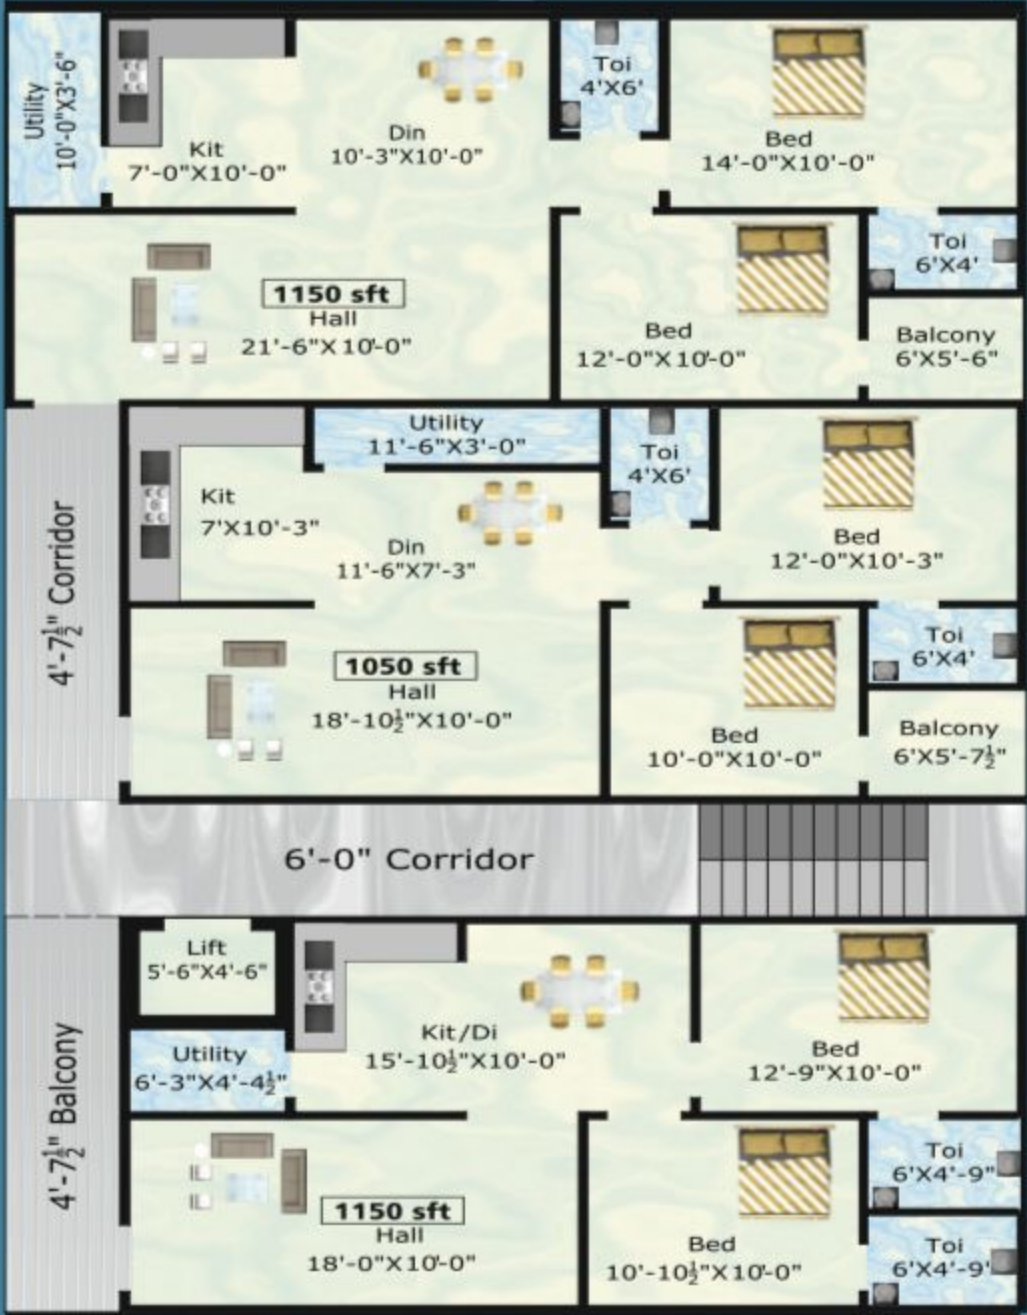 Utility
10'-0"X3'-6"
Kit
7'-0"X10'-0"
Din
10'-3"X10'-0"
Toi
4'X6'
Bed
14'-0"X10'-0"
1150 sft
Hall
21'-6"X10'-0"
Bed
12'-0"X10'-0"
Toi
6'X4'
Balcony
6'X5'-6"
4'-7½" Corridor
Kit
7'X10'-3"
Utility
11'-6"X3'-0"
Din
11'-6"X7'-3"
Toi
4'X6'
Bed
12'-0"X10'-3"
1050 sft
Hall
18'-10½"X10'-0"
Bed
10'-0"X10'-0"
Toi
6'X4'
Balcony
6'X5'-7½"
6'-0" Corridor
4'-7½" Balcony
Lift
5'-6"X4'-6"
Utility
6'-3"X4'-4½"
Kit/Di
15'-10½"X10'-0"
Bed
12'-9"X10'-0"
1150 sft
Hall
18'-0"X10'-0"
Bed
10'-10½"X10'-0"
Toi
6'X4'-9"
Toi
6'X4'-9'